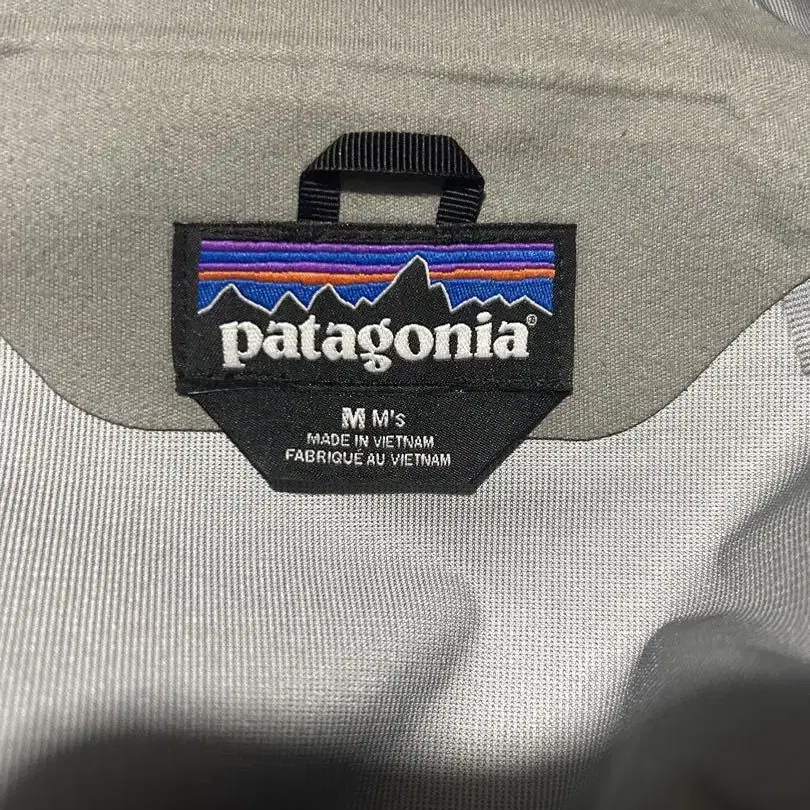 patagonia®
M M's
MADE IN VIETNAM
FABRIQUÉ AU VIETNAM